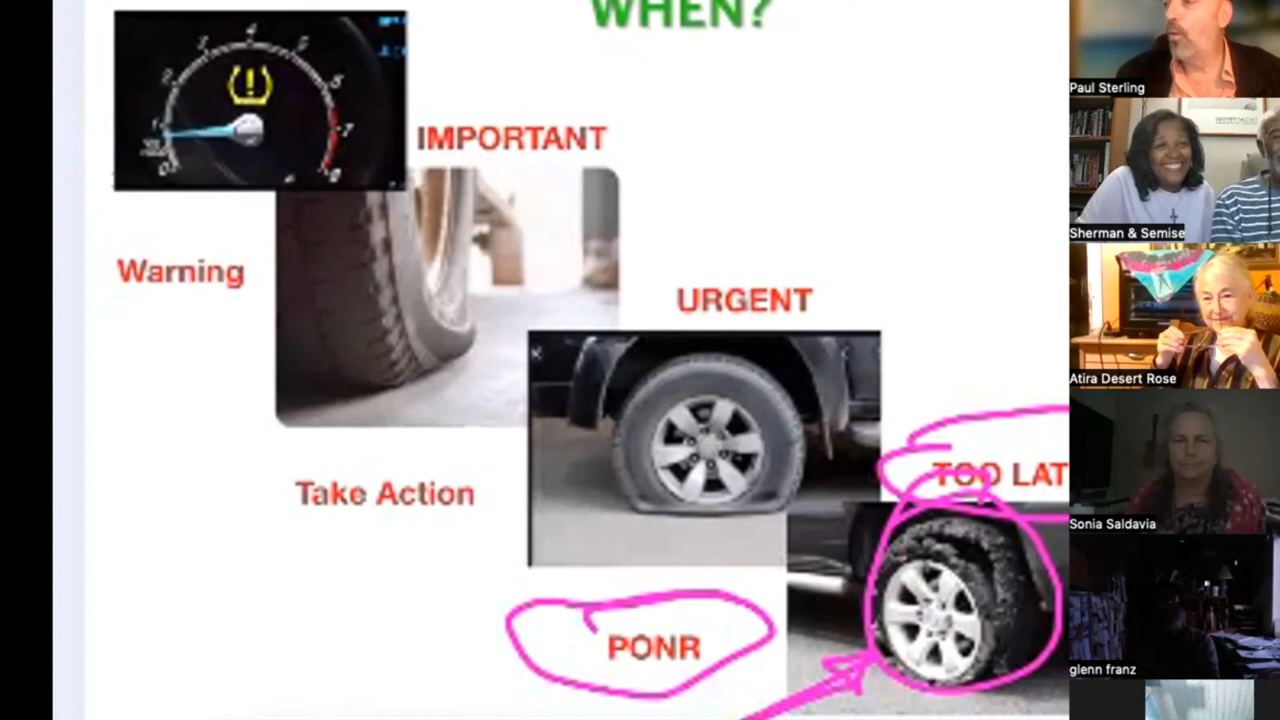 WHEN?
IMPORTANT
Warning
URGENT
Take Action
TOO LAT
PONR
Paul Sterling
Sherman & Semise
Atira Desert Rose
Sonia Saldavia
glenn franz